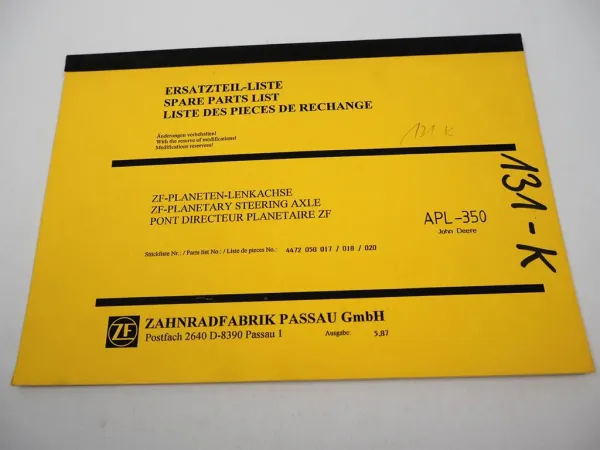 ERSATZTEIL-LISTE
SPARE PARTS LIST
LISTE DES PIECES DE RECHANGE
Änderungen vorbehalten!
With the reserve of modifications!
Modifications reservees!
131 K
131-K
ZF-PLANETEN-LENKACHSE
ZF-PLANETARY STEERING AXLE
PONT DIRECTEUR PLANETAIRE ZF
APL-350
John Deere
Stückliste Nr.: / Parts list No.: / Liste de pieces No.: 4472 050 017 / 018 / 020
ZF
ZAHNRADFABRIK PASSAU GmbH
Postfach 2640 D-8390 Passau 1 Ausgabe: 5.87